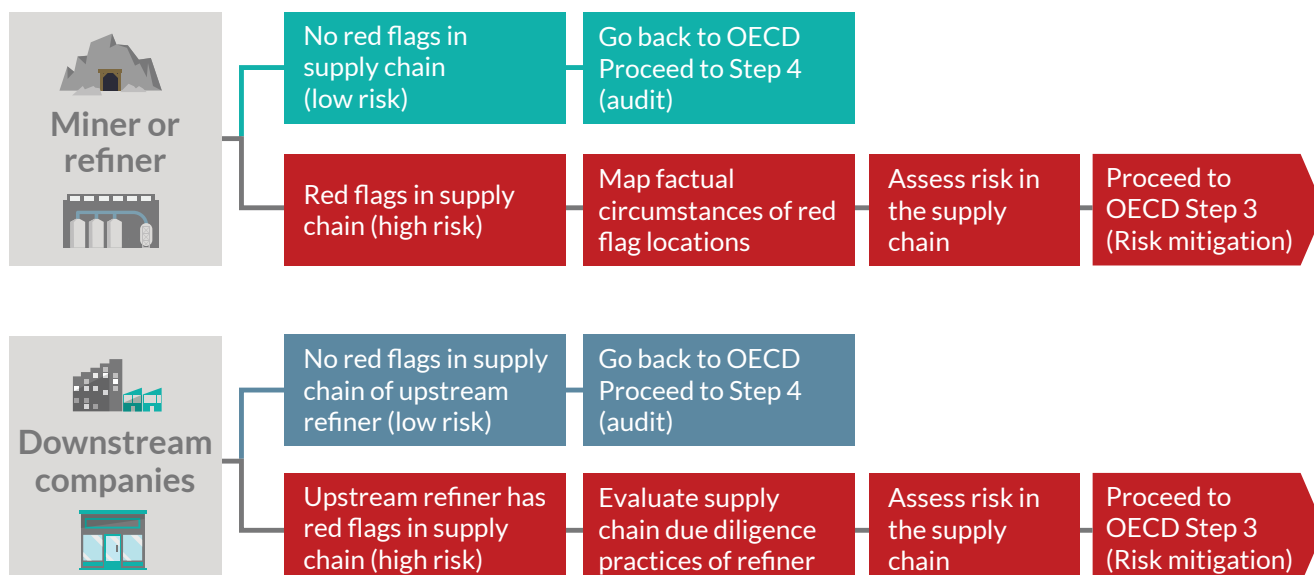 Miner or
refiner
No red flags in
supply chain
(low risk)
Go back to OECD
Proceed to Step 4
(audit)
Red flags in supply
chain (high risk)
Map factual
circumstances of red
flag locations
Assess risk in
the supply
chain
Proceed to
OECD Step 3
(Risk mitigation)
Downstream
companies
No red flags in supply
chain of upstream
refiner (low risk)
Go back to OECD
Proceed to Step 4
(audit)
Upstream refiner has
red flags in supply
chain (high risk)
Evaluate supply
chain due diligence
practices of refiner
Assess risk in
the supply
chain
Proceed to
OECD Step 3
(Risk mitigation)